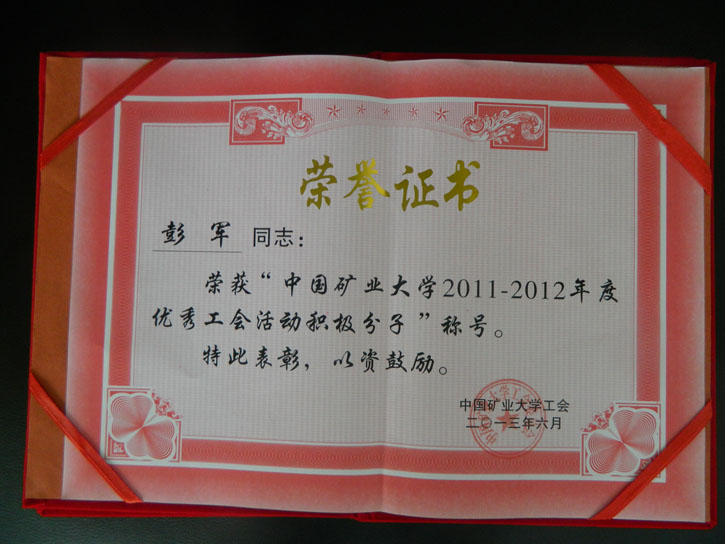 荣誉证书
彭军 同志：
荣获“中国矿业大学2011-2012年度
优秀工会活动积极分子”称号。
特此表彰，以资鼓励。
中国矿业大学工会
二〇一三年六月